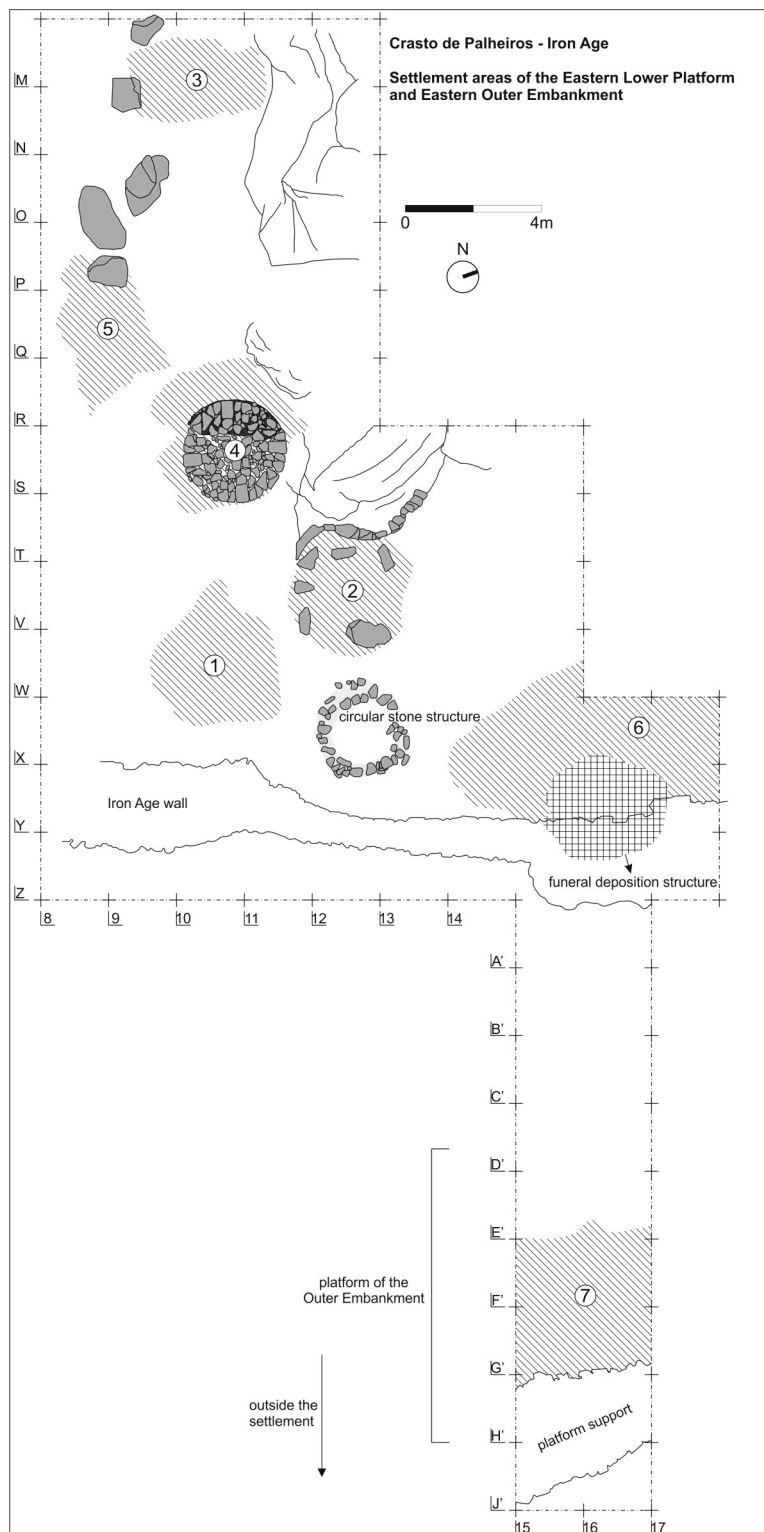 Crasto de Palheiros - Iron Age
Settlement areas of the Eastern Lower Platform
and Eastern Outer Embankment
0 4m
N
M
N
O
P
Q
R
S
T
V
W
X
Y
Z
3
5
4
2
1
6
circular stone structure
Iron Age wall
funeral deposition structure
8 9 10 11 12 13 14
A'
B'
C'
D'
E'
F'
G'
H'
J'
platform of the
Outer Embankment
7
outside the
settlement
platform support
15 16 17